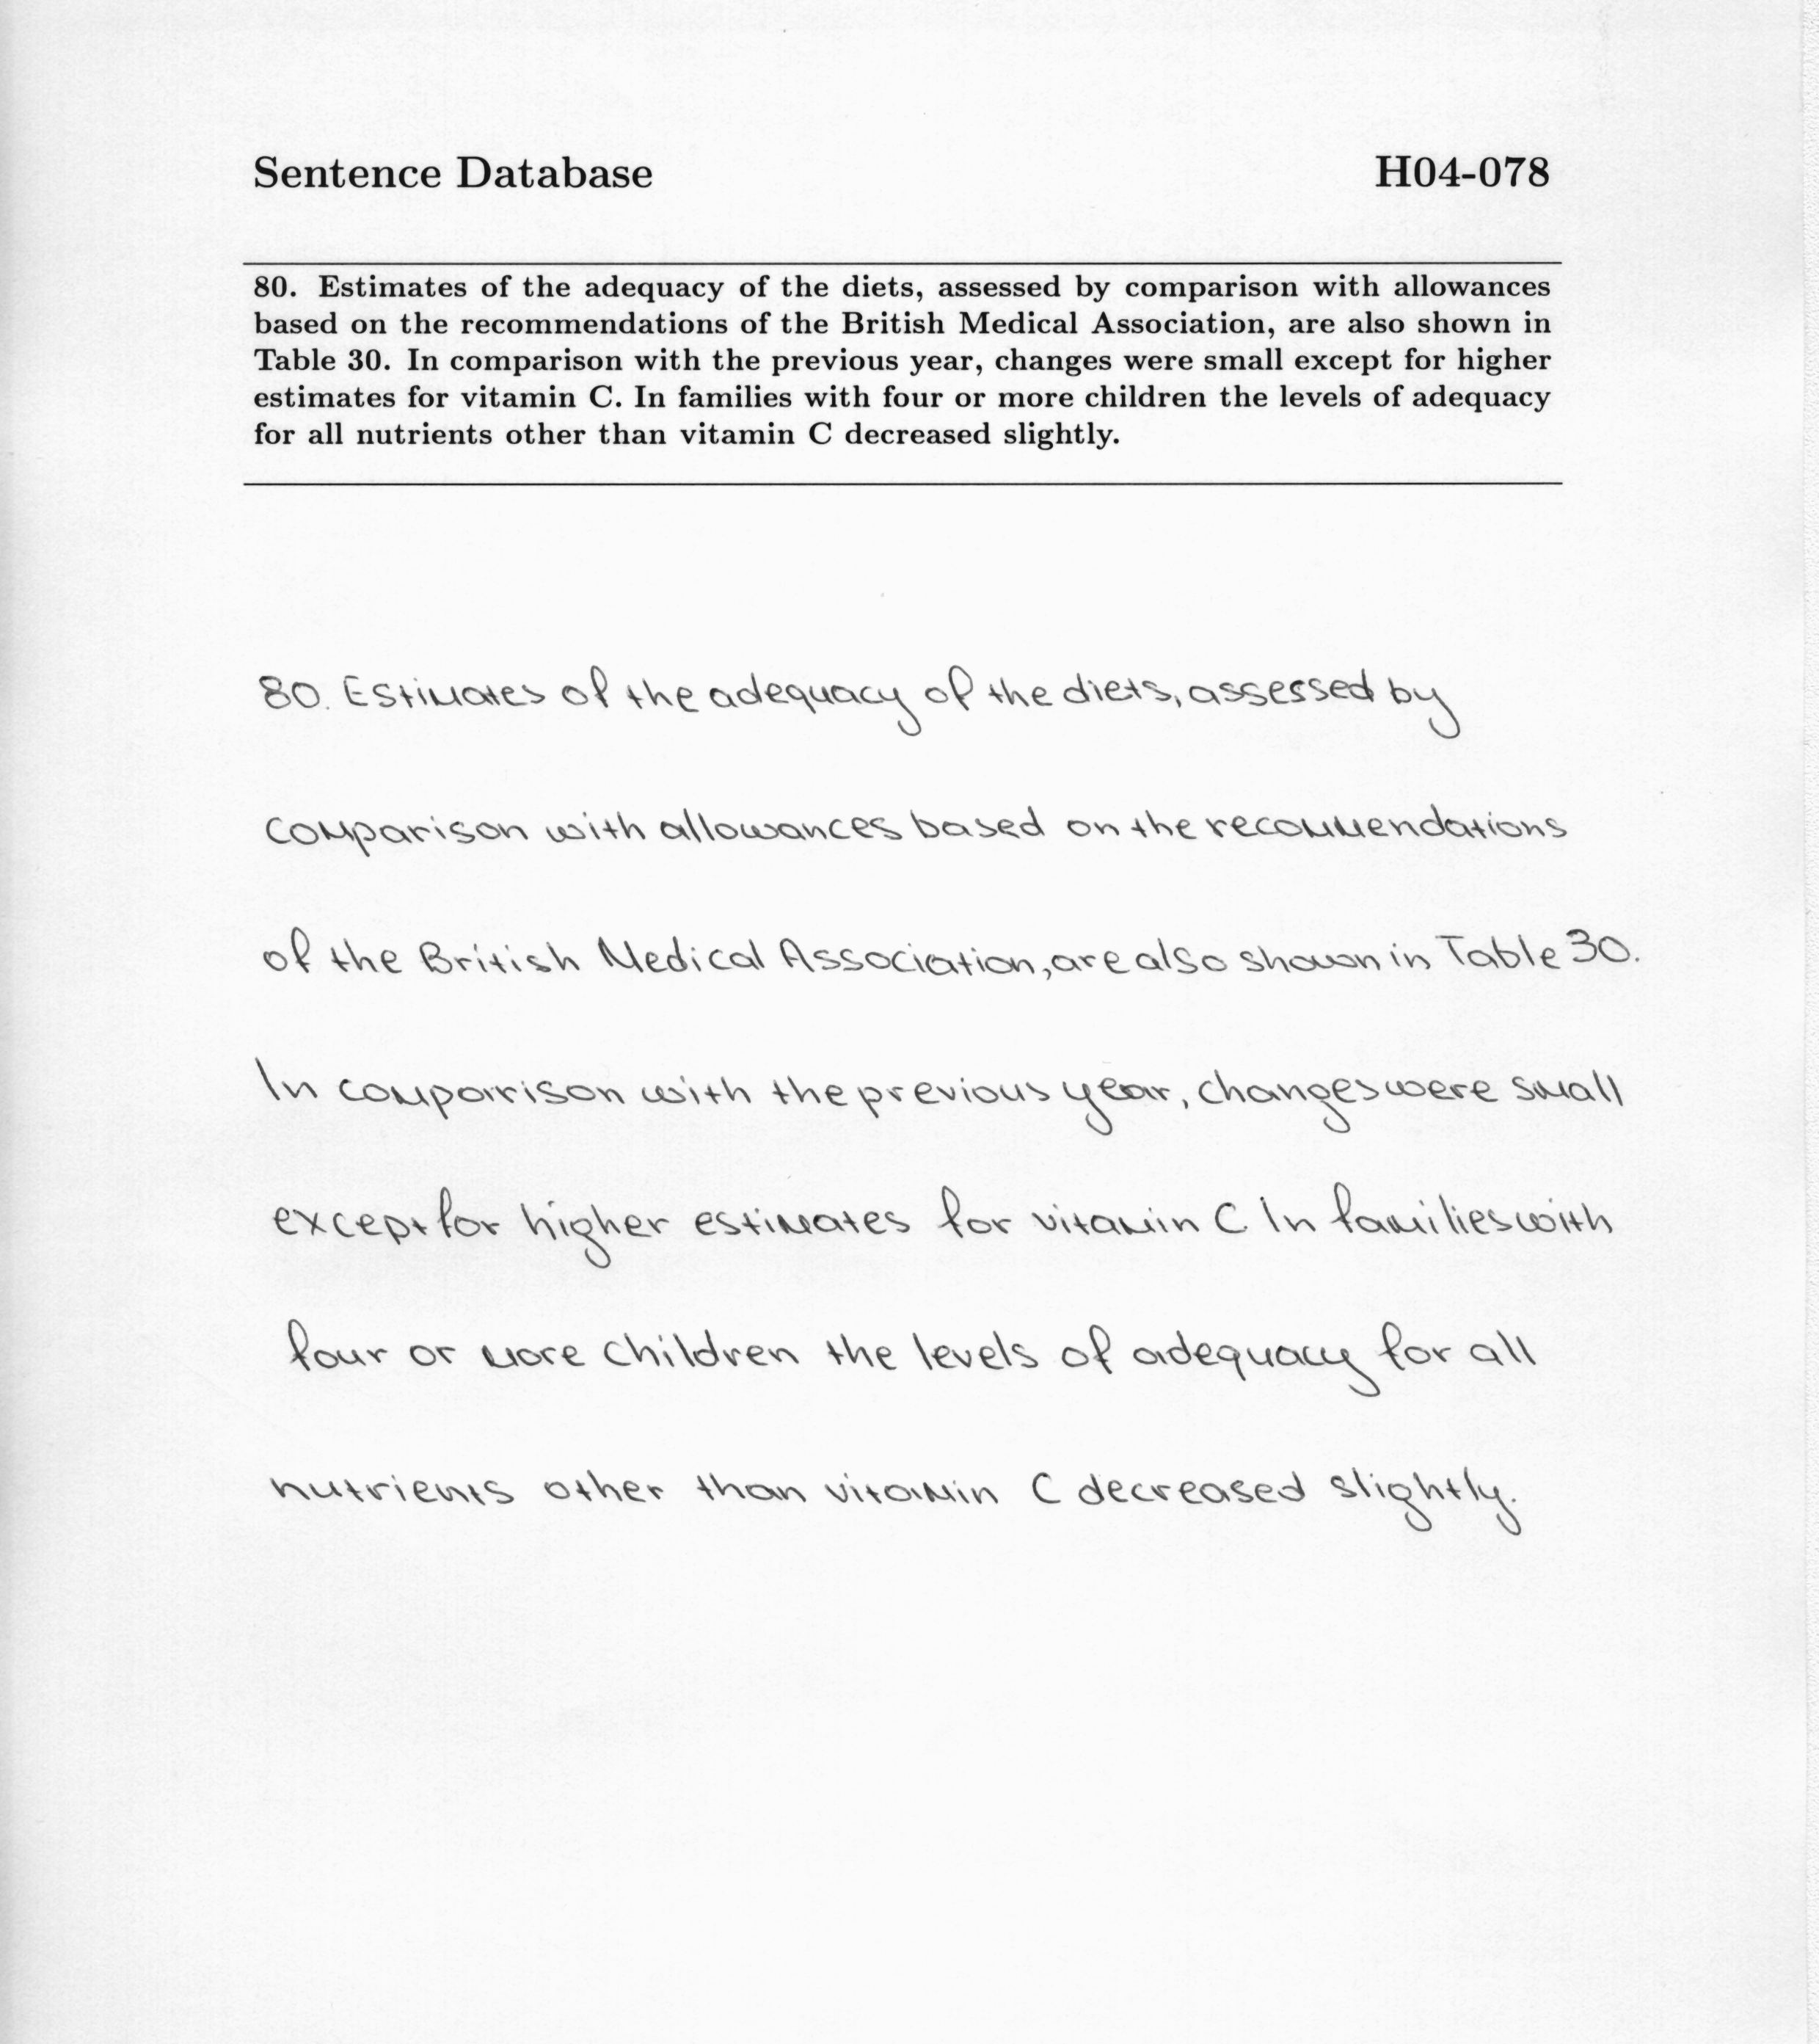 Sentence Database H04-078
80. Estimates of the adequacy of the diets, assessed by comparison with allowances
based on the recommendations of the British Medical Association, are also shown in
Table 30. In comparison with the previous year, changes were small except for higher
estimates for vitamin C. In families with four or more children the levels of adequacy
for all nutrients other than vitamin C decreased slightly.
80. Estimates of the adequacy of the diets, assessed by
comparison with allowances based on the recommendations
of the British Medical Association, are also shown in Table 30.
In comparison with the previous year, changes were small
except for higher estimates for vitamin C In families with
four or more children the levels of adequacy for all
nutrients other than vitamin C decreased slightly.